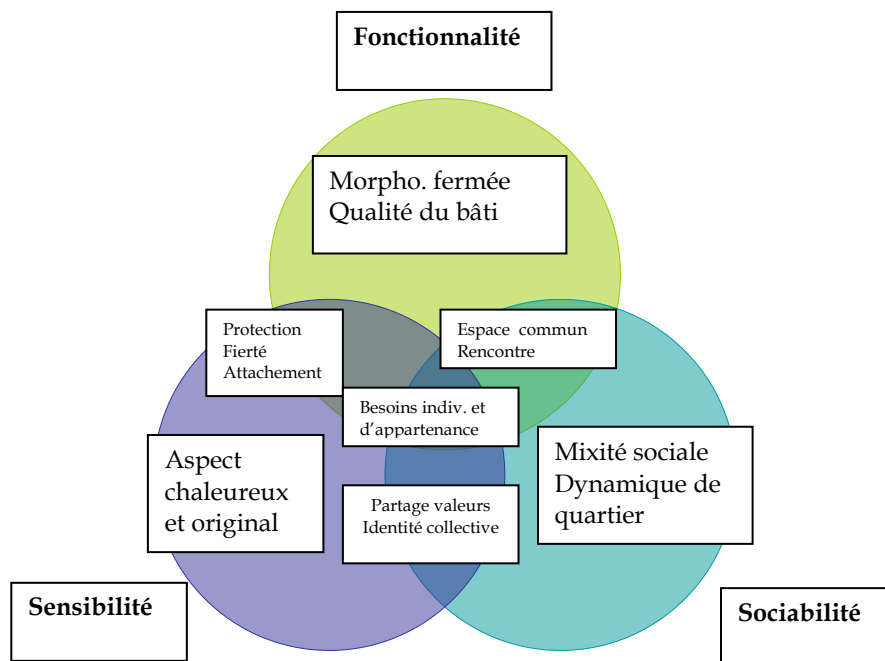 Fonctionnalité
Morpho. fermée
Qualité du bâti
Protection
Fierté
Attachement
Espace commun
Rencontre
Besoins indiv. et
d'appartenance
Aspect
chaleureux
et original
Mixité sociale
Dynamique de
quartier
Partage valeurs
Identité collective
Sensibilité
Sociabilité